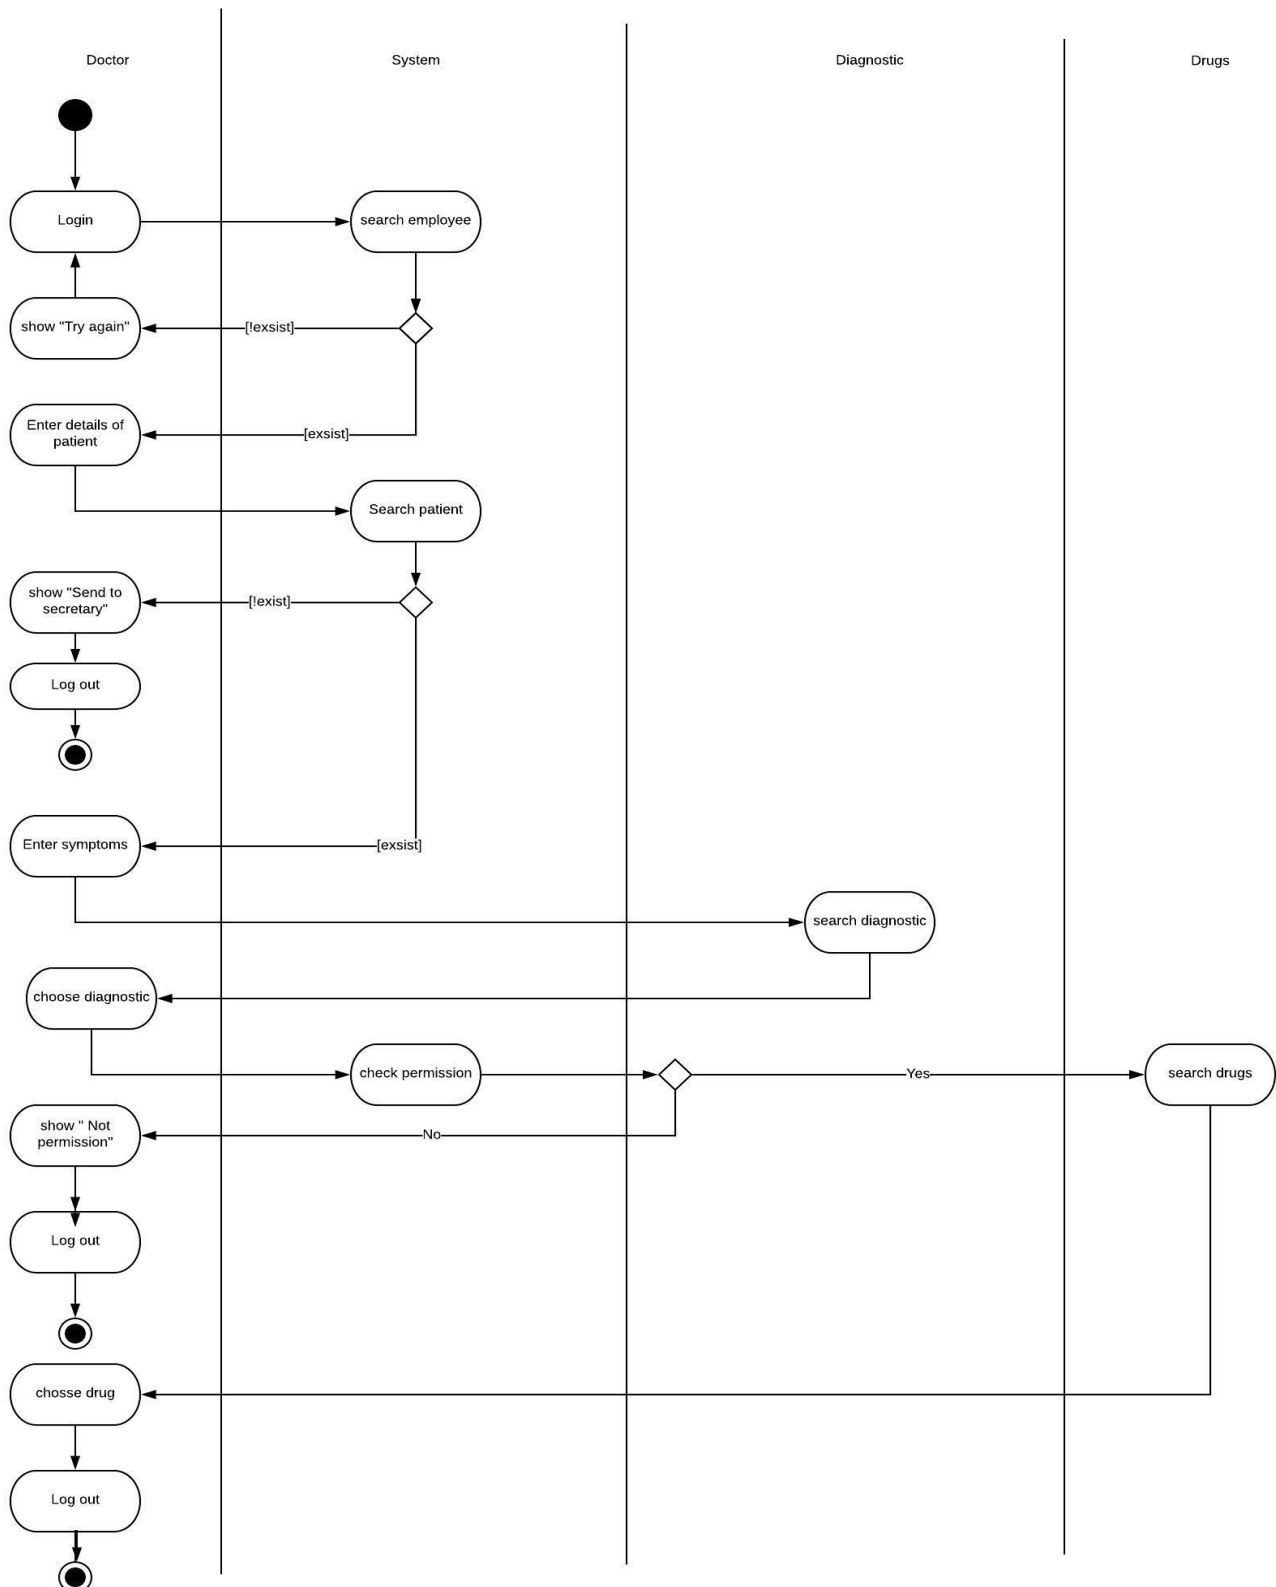 Doctor
System
Diagnostic
Drugs
Login
search employee
show "Try again"
[!exsist]
Enter details of
patient
[exsist]
Search patient
show "Send to
secretary"
[!exist]
Log out
Enter symptoms
[exsist]
search diagnostic
choose diagnostic
check permission
Yes
search drugs
show " Not
permission"
No
Log out
chosse drug
Log out